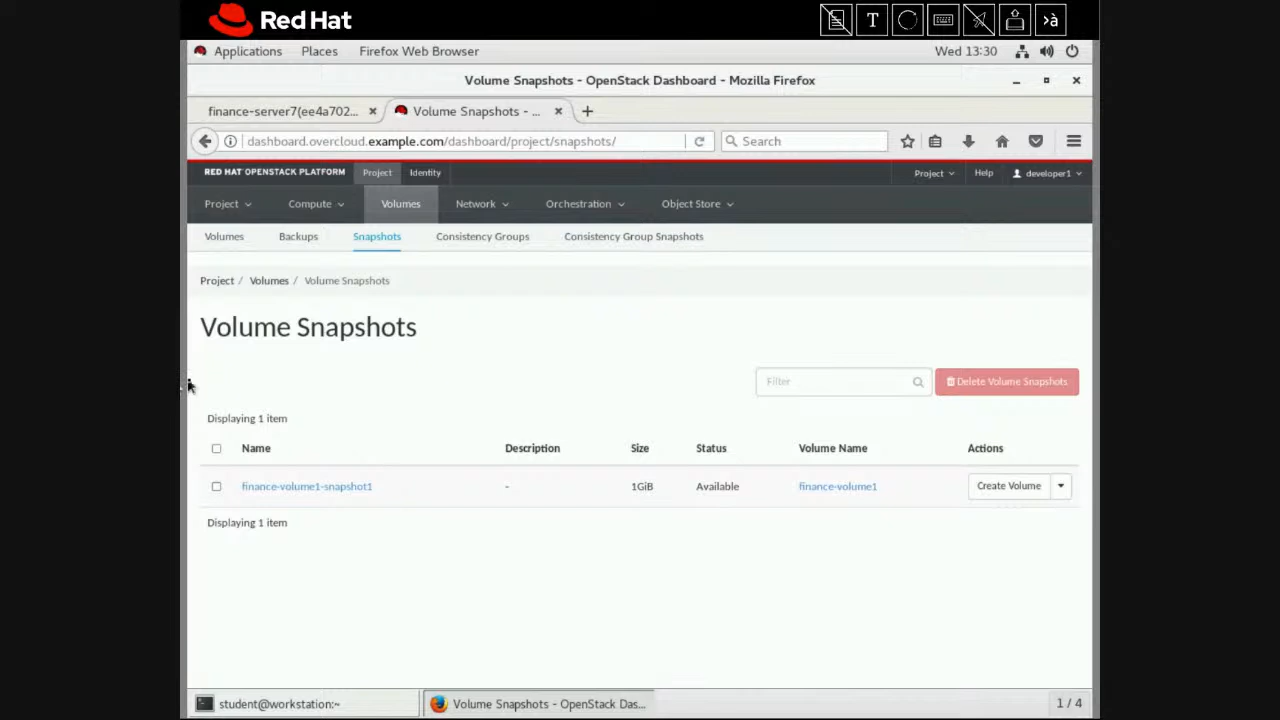 Red Hat
T
>à
Applications Places Firefox Web Browser Wed 13:30
Volume Snapshots - OpenStack Dashboard - Mozilla Firefox
finance-server7(ee4a702... Volume Snapshots - ...
dashboard.overcloud.example.com/dashboard/project/snapshots/ Search
RED HAT OPENSTACK PLATFORM Project Identity Project Help developer1
Project Compute Volumes Network Orchestration Object Store
Volumes Backups Snapshots Consistency Groups Consistency Group Snapshots
Project / Volumes / Volume Snapshots
Volume Snapshots
Filter Delete Volume Snapshots
Displaying 1 item
Name Description Size Status Volume Name Actions
finance-volume1-snapshot1 - 1GiB Available finance-volume1 Create Volume
Displaying 1 item
student@workstation:~ Volume Snapshots - OpenStack Das... 1 / 4